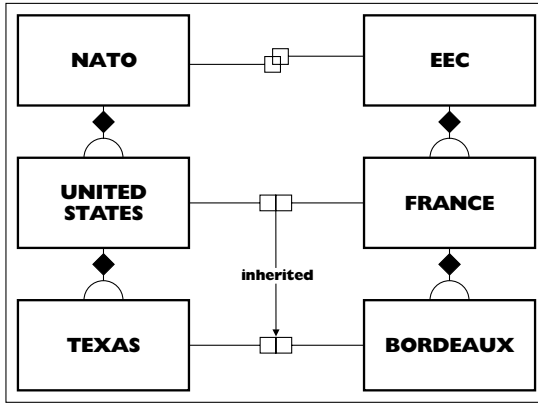 NATO
EEC
UNITED
STATES
FRANCE
inherited
TEXAS
BORDEAUX